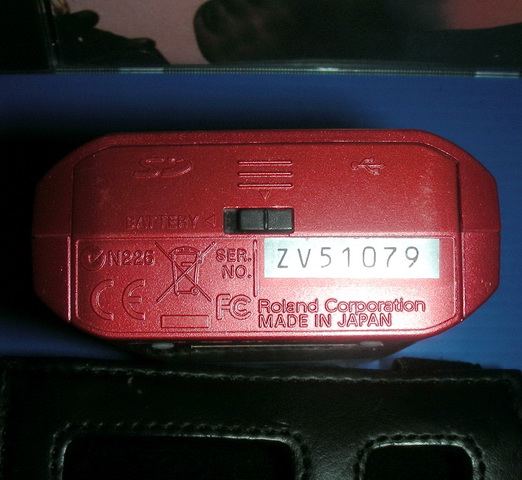 SD
BATTERY
N225
SER.
NO.
ZV51079
CE
FC
Roland Corporation
MADE IN JAPAN